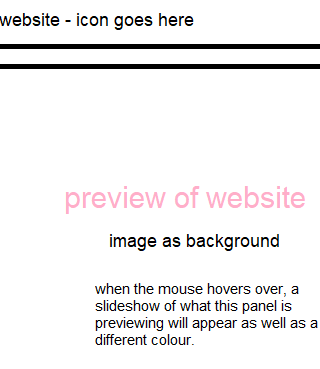 website - icon goes here
preview of website
image as background
when the mouse hovers over, a
slideshow of what this panel is
previewing will appear as well as a
different colour.